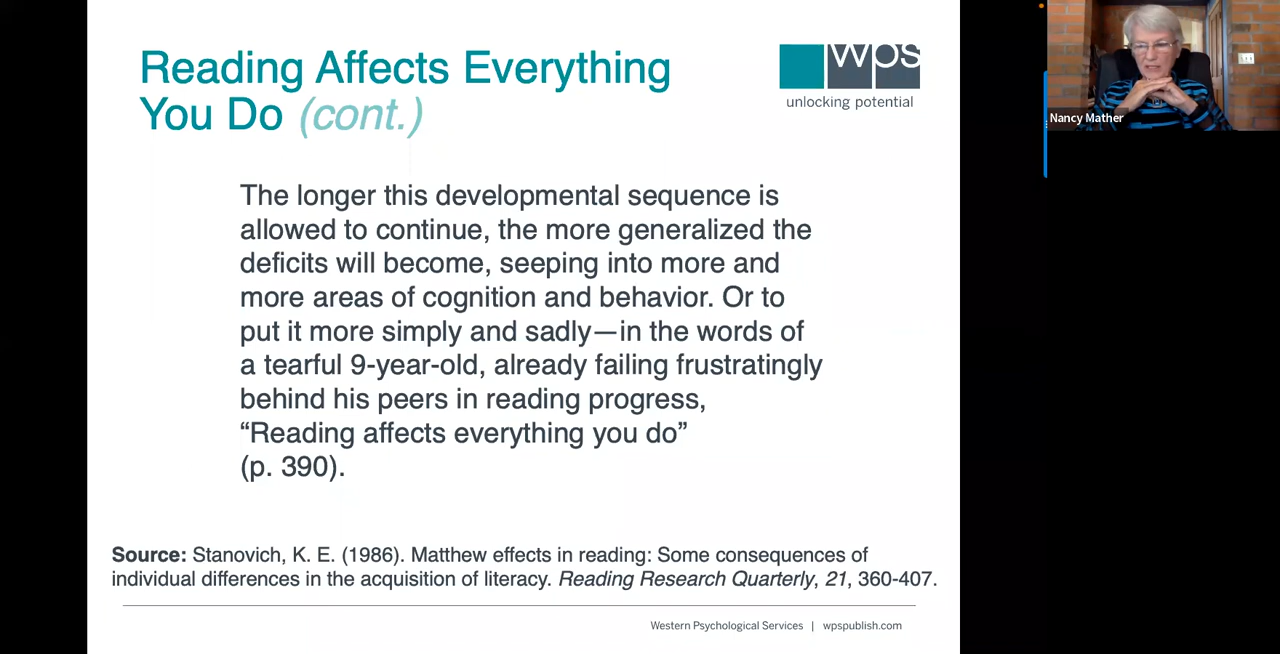 Reading Affects Everything
You Do (cont.)
wps
unlocking potential
The longer this developmental sequence is
allowed to continue, the more generalized the
deficits will become, seeping into more and
more areas of cognition and behavior. Or to
put it more simply and sadly—in the words of
a tearful 9-year-old, already failing frustratingly
behind his peers in reading progress,
“Reading affects everything you do”
(p. 390).
Source: Stanovich, K. E. (1986). Matthew effects in reading: Some consequences of
individual differences in the acquisition of literacy. Reading Research Quarterly, 21, 360-407.
Western Psychological Services | wpspublish.com
Nancy Mather